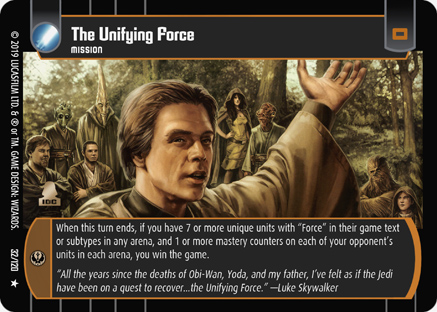 The Unifying Force
MISSION
IDC
When this turn ends, if you have 7 or more unique units with "Force" in their game text
or subtypes in any arena, and 1 or more mastery counters on each of your opponent's
units in each arena, you win the game.
"All the years since the deaths of Obi-Wan, Yoda, and my father, I've felt as if the Jedi
have been on a quest to recover...the Unifying Force." —Luke Skywalker
© 2019 LUCASFILM LTD. & ® or TM. GAME DESIGN: WIZARDS.
32/120 ★